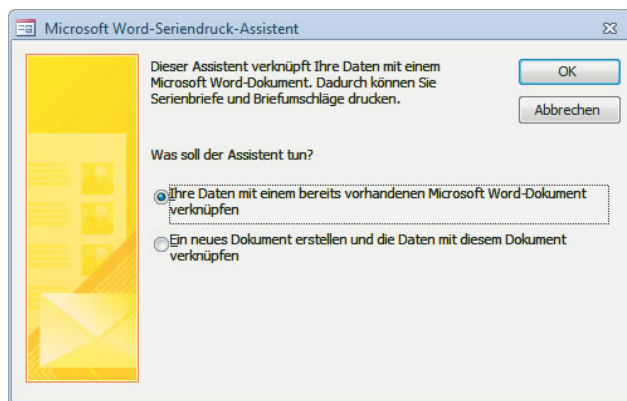 Microsoft Word-Seriendruck-Assistent
Dieser Assistent verknüpft Ihre Daten mit einem
Microsoft Word-Dokument. Dadurch können Sie
Serienbriefe und Briefumschläge drucken.
OK
Abbrechen
Was soll der Assistent tun?
Ihre Daten mit einem bereits vorhandenen Microsoft Word-Dokument
verknüpfen
Ein neues Dokument erstellen und die Daten mit diesem Dokument
verknüpfen